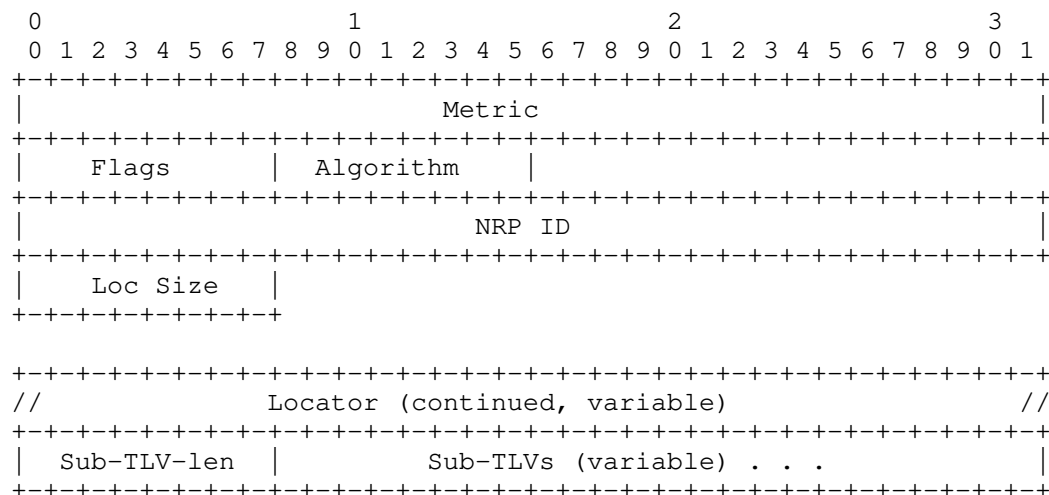 0                   1                   2                   3
 0 1 2 3 4 5 6 7 8 9 0 1 2 3 4 5 6 7 8 9 0 1 2 3 4 5 6 7 8 9 0 1
+-+-+-+-+-+-+-+-+-+-+-+-+-+-+-+-+-+-+-+-+-+-+-+-+-+-+-+-+-+-+-+-+
|                          Metric                               |
+-+-+-+-+-+-+-+-+-+-+-+-+-+-+-+-+-+-+-+-+-+-+-+-+-+-+-+-+-+-+-+-+
|    Flags      |  Algorithm    |
+-+-+-+-+-+-+-+-+-+-+-+-+-+-+-+-+-+-+-+-+-+-+-+-+-+-+-+-+-+-+-+-+
|                            NRP ID                             |
+-+-+-+-+-+-+-+-+-+-+-+-+-+-+-+-+-+-+-+-+-+-+-+-+-+-+-+-+-+-+-+-+
|    Loc Size   |
+-+-+-+-+-+-+-+-+

+-+-+-+-+-+-+-+-+-+-+-+-+-+-+-+-+-+-+-+-+-+-+-+-+-+-+-+-+-+-+-+-+
//              Locator (continued, variable)                  //
+-+-+-+-+-+-+-+-+-+-+-+-+-+-+-+-+-+-+-+-+-+-+-+-+-+-+-+-+-+-+-+-+
|  Sub-TLV-len  |         Sub-TLVs (variable) . . .             |
+-+-+-+-+-+-+-+-+-+-+-+-+-+-+-+-+-+-+-+-+-+-+-+-+-+-+-+-+-+-+-+-+